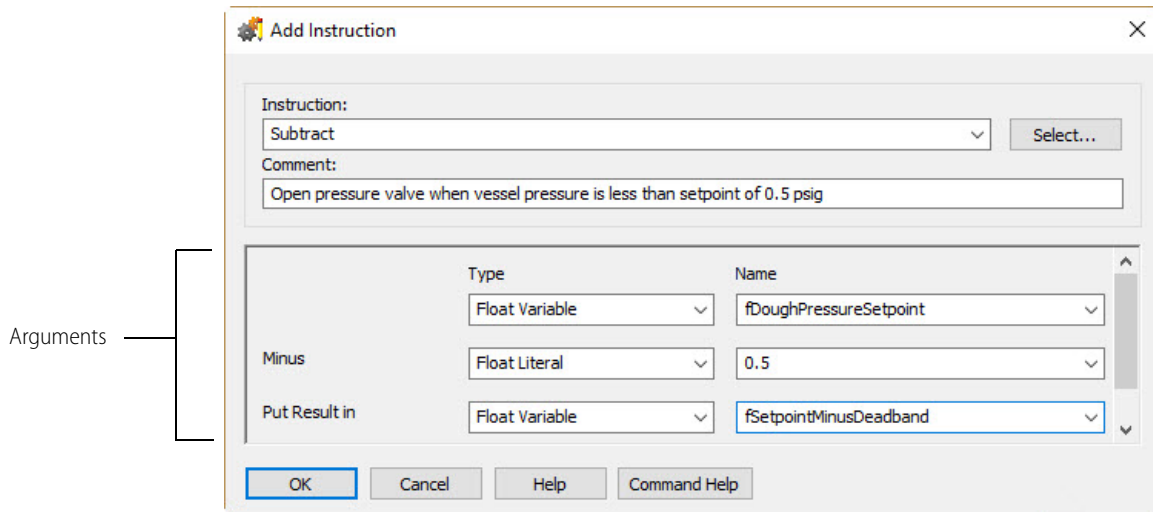 Add Instruction
Instruction:
Subtract
Select...
Comment:
Open pressure valve when vessel pressure is less than setpoint of 0.5 psig
Arguments
Type Name
Float Variable fDoughPressureSetpoint
Minus Float Literal 0.5
Put Result in Float Variable fSetpointMinusDeadband
OK Cancel Help Command Help